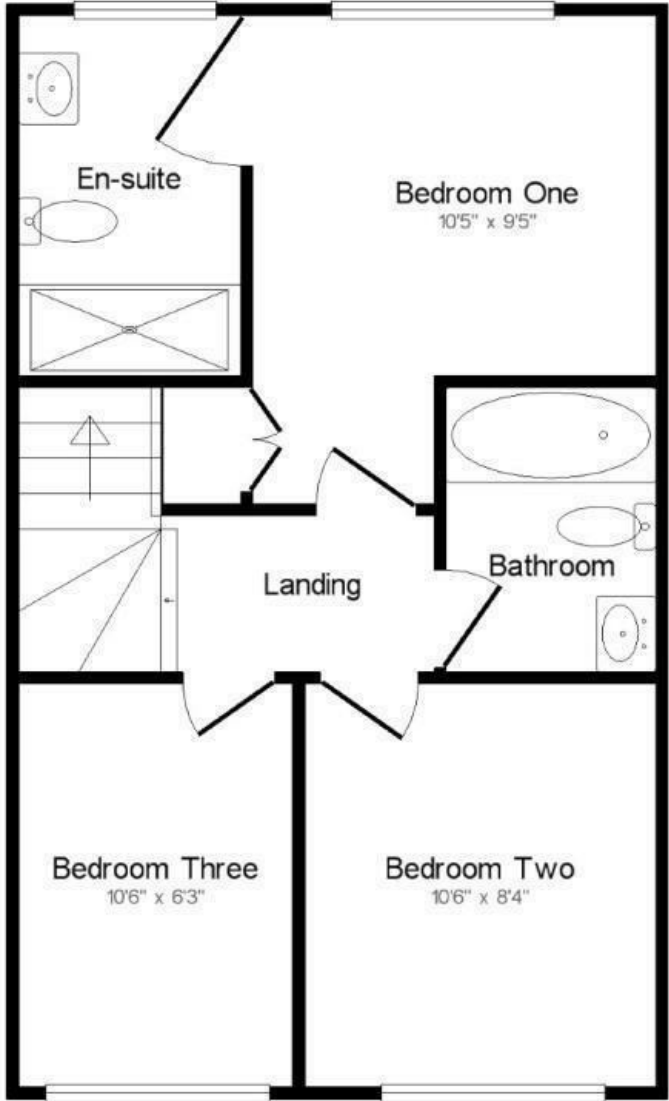 En-suite
Bedroom One
10'5" x 9'5"
Landing
Bathroom
Bedroom Three
10'6" x 6'3"
Bedroom Two
10'6" x 8'4"